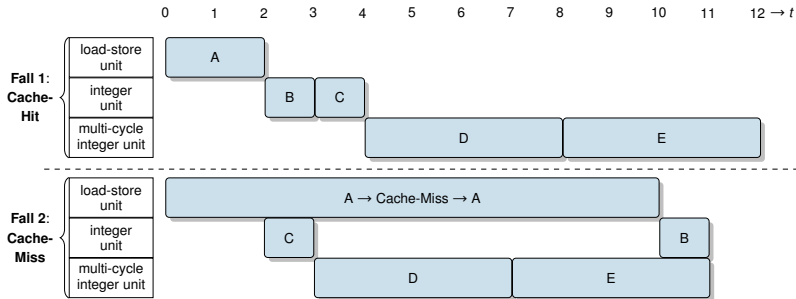 0 1 2 3 4 5 6 7 8 9 10 11 12 → t
Fall 1:
Cache-
Hit
load-store
unit
A
integer
unit
B C
multi-cycle
integer unit
D E
Fall 2:
Cache-
Miss
load-store
unit
A → Cache-Miss → A
integer
unit
C B
multi-cycle
integer unit
D E